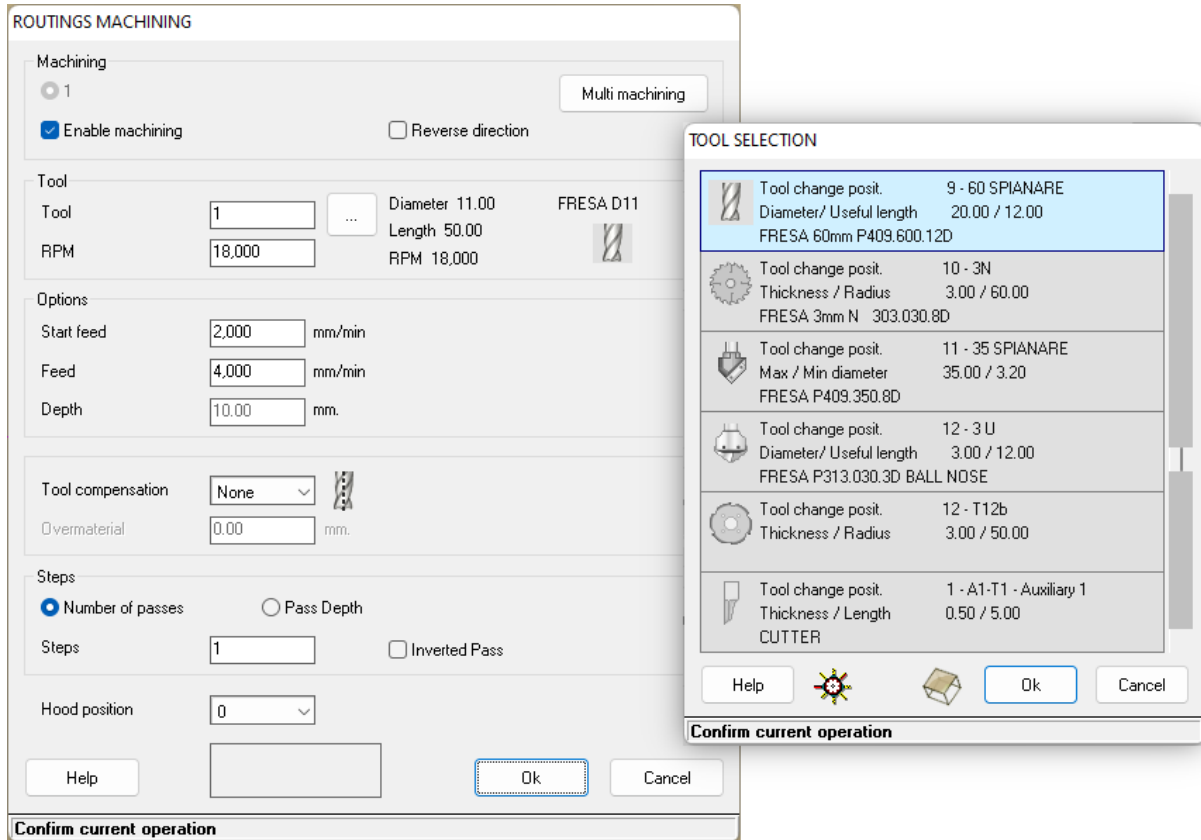 ROUTINGS MACHINING
Machining
1
Multi machining
Enable machining
Reverse direction
Tool
Tool 1 ... Diameter 11.00 FRESA D11
Length 50.00
RPM 18,000 RPM 18,000
Options
Start feed 2,000 mm/min
Feed 4,000 mm/min
Depth 10.00 mm.
Tool compensation None
Overmaterial 0.00 mm.
Steps
Number of passes Pass Depth
Steps 1 Inverted Pass
Hood position 0
Help Ok Cancel
Confirm current operation
TOOL SELECTION
Tool change posit. 9 - 60 SPIANARE
Diameter/ Useful length 20.00 / 12.00
FRESA 60mm P409.600.12D
Tool change posit. 10 - 3N
Thickness / Radius 3.00 / 60.00
FRESA 3mm N 303.030.8D
Tool change posit. 11 - 35 SPIANARE
Max / Min diameter 35.00 / 3.20
FRESA P409.350.8D
Tool change posit. 12 - 3 U
Diameter/ Useful length 3.00 / 12.00
FRESA P313.030.3D BALL NOSE
Tool change posit. 12 - T12b
Thickness / Radius 3.00 / 50.00
Tool change posit. 1 - A1-T1 - Auxiliary 1
Thickness / Length 0.50 / 5.00
CUTTER
Help Ok Cancel
Confirm current operation